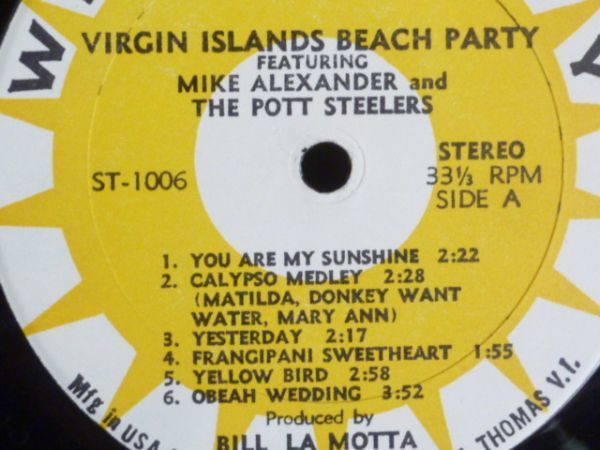 VIRGIN ISLANDS BEACH PARTY
FEATURING
MIKE ALEXANDER and
THE POTT STEELERS
ST-1006
STEREO
33⅓ RPM
SIDE A
1. YOU ARE MY SUNSHINE 2:22
2. CALYPSO MEDLEY 2:28
(MATILDA, DONKEY WANT
WATER, MARY ANN)
3. YESTERDAY 2:17
4. FRANGIPANI SWEETHEART 1:55
5. YELLOW BIRD 2:58
6. OBEAH WEDDING 3:52
Produced by
BILL LA MOTTA
Mfg in USA
THOMAS V.I.